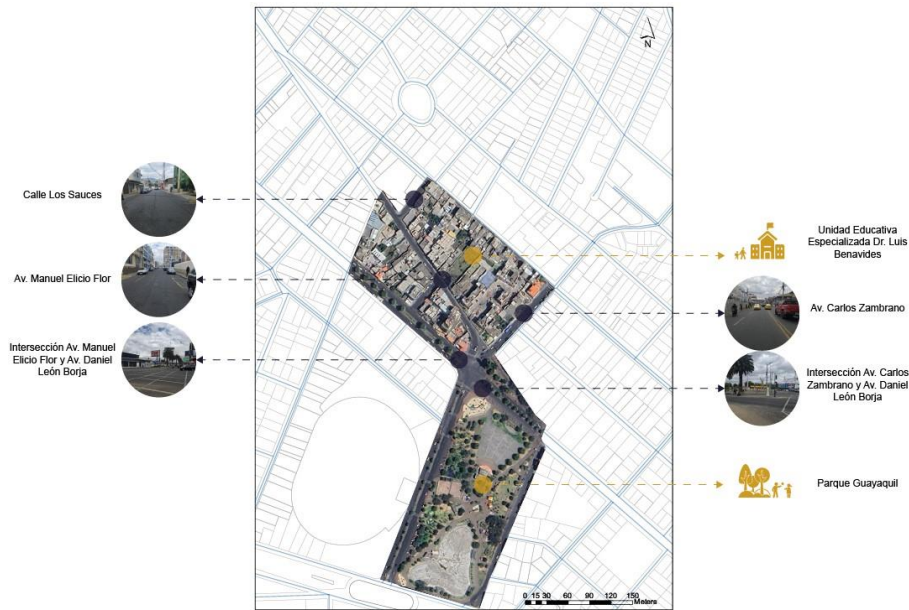 N
Calle Los Sauces
Av. Manuel Elicio Flor
Intersección Av. Manuel
Elicio Flor y Av. Daniel
León Borja
Unidad Educativa
Especializada Dr. Luis
Benavides
Av. Carlos Zambrano
Intersección Av. Carlos
Zambrano y Av. Daniel
León Borja
Parque Guayaquil
0 15 30 60 90 120 150
Meters